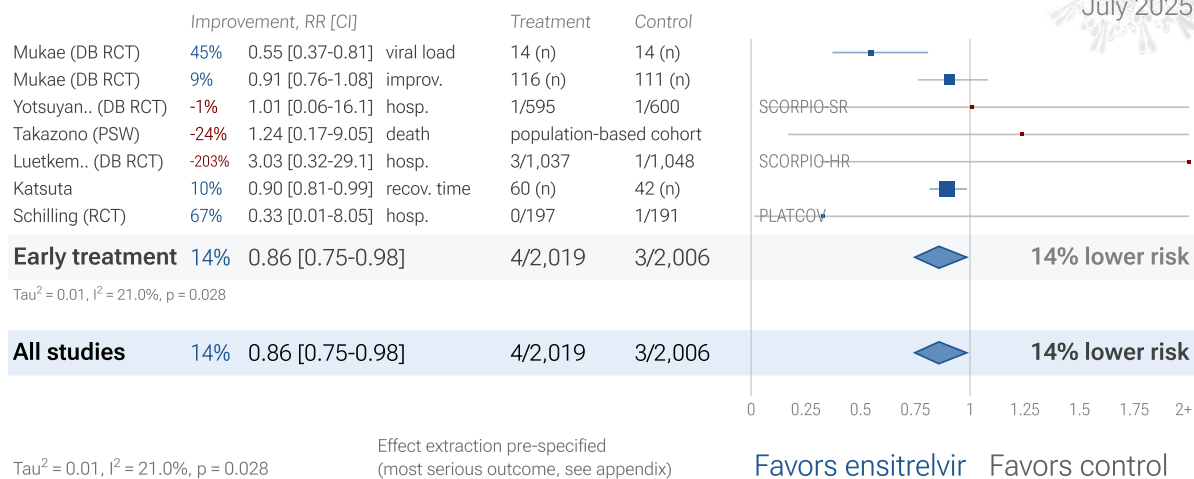 July 2025
Improvement, RR [CI] Treatment Control
Mukae (DB RCT) 45% 0.55 [0.37-0.81] viral load 14 (n) 14 (n)
Mukae (DB RCT) 9% 0.91 [0.76-1.08] improv. 116 (n) 111 (n)
Yotsuyan.. (DB RCT) -1% 1.01 [0.06-16.1] hosp. 1/595 1/600 SCORPIO-SR
Takazono (PSW) -24% 1.24 [0.17-9.05] death population-based cohort
Luetkem.. (DB RCT) -203% 3.03 [0.32-29.1] hosp. 3/1,037 1/1,048 SCORPIO-HR
Katsuta 10% 0.90 [0.81-0.99] recov. time 60 (n) 42 (n)
Schilling (RCT) 67% 0.33 [0.01-8.05] hosp. 0/197 1/191 PLATCOV
Early treatment 14% 0.86 [0.75-0.98] 4/2,019 3/2,006 14% lower risk
Tau² = 0.01, I² = 21.0%, p = 0.028
All studies 14% 0.86 [0.75-0.98] 4/2,019 3/2,006 14% lower risk
0 0.25 0.5 0.75 1 1.25 1.5 1.75 2+
Effect extraction pre-specified
Tau² = 0.01, I² = 21.0%, p = 0.028 (most serious outcome, see appendix) Favors ensitrelvir Favors control